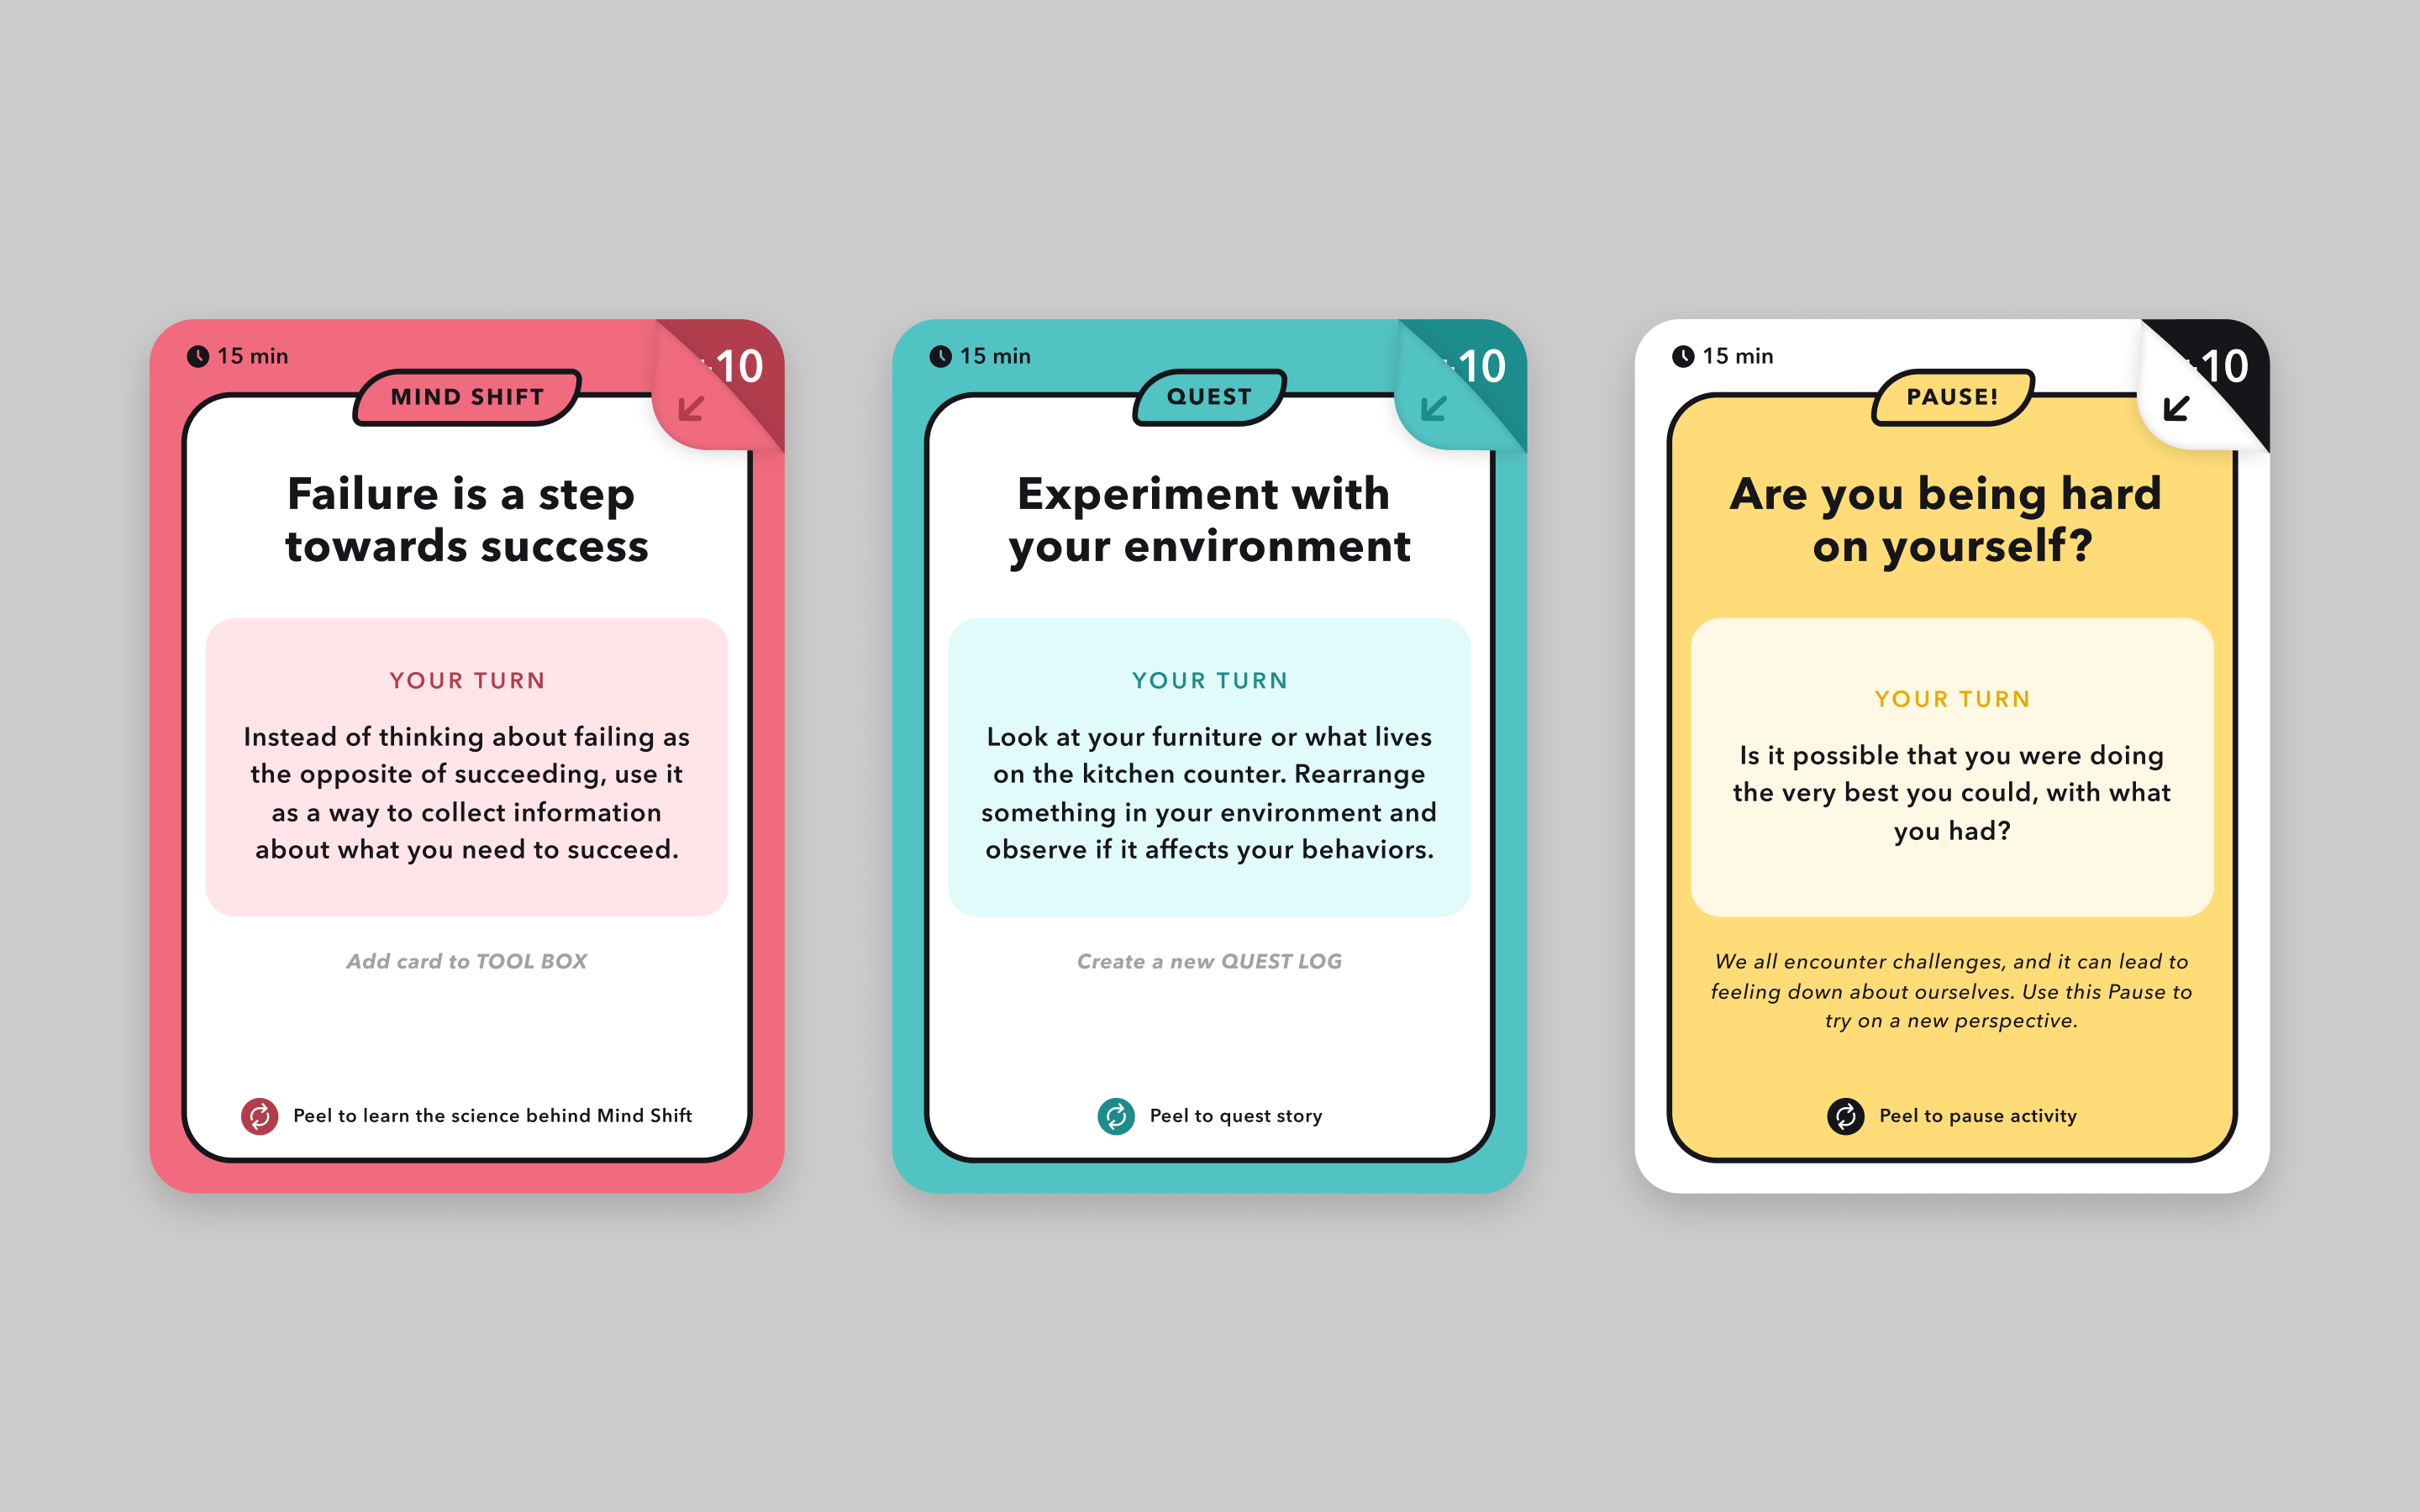 15 min
10
MIND SHIFT
Failure is a step
towards success
YOUR TURN
Instead of thinking about failing as
the opposite of succeeding, use it
as a way to collect information
about what you need to succeed.
Add card to TOOL BOX
Peel to learn the science behind Mind Shift
15 min
10
QUEST
Experiment with
your environment
YOUR TURN
Look at your furniture or what lives
on the kitchen counter. Rearrange
something in your environment and
observe if it affects your behaviors.
Create a new QUEST LOG
Peel to quest story
15 min
10
PAUSE!
Are you being hard
on yourself?
YOUR TURN
Is it possible that you were doing
the very best you could, with what
you had?
We all encounter challenges, and it can lead to
feeling down about ourselves. Use this Pause to
try on a new perspective.
Peel to pause activity